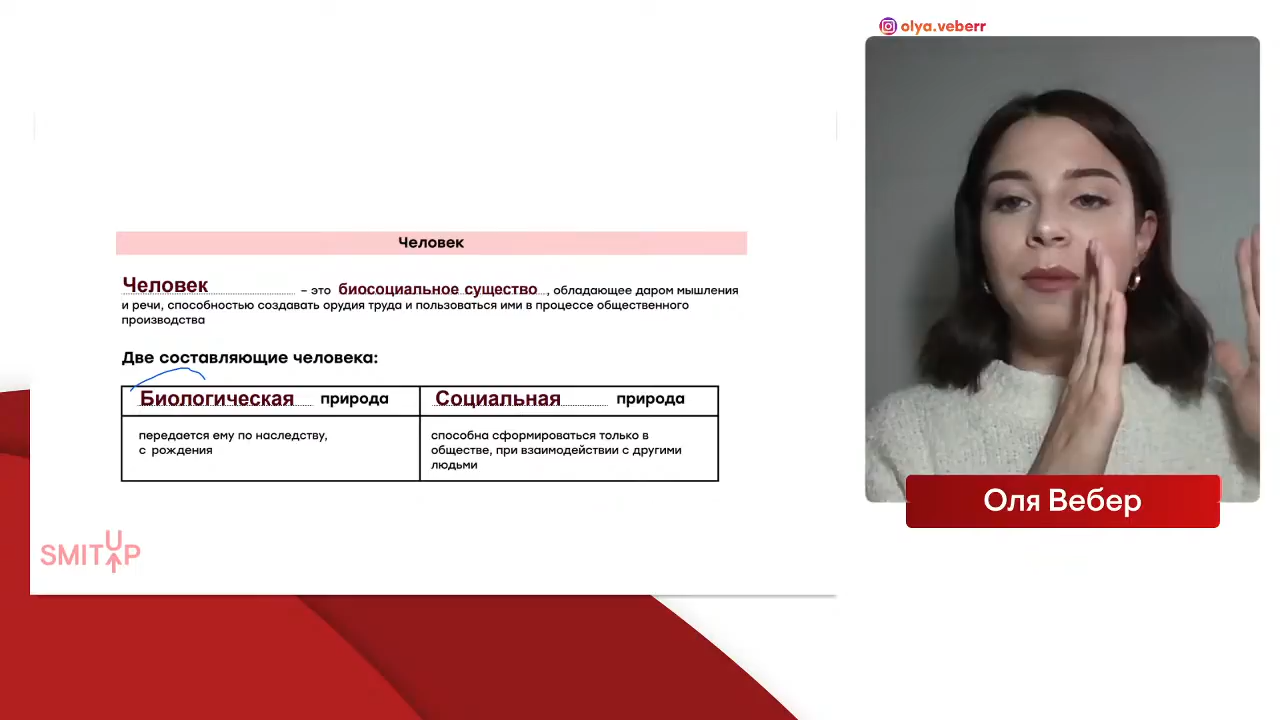 olya.veberr
Человек
Человек – это биосоциальное существо, обладающее даром мышления
и речи, способностью создавать орудия труда и пользоваться ими в процессе общественного
производства
Две составляющие человека:
Биологическая природа
передается ему по наследству,
с рождения
Социальная природа
способна сформироваться только в
обществе, при взаимодействии с другими
людьми
SMITUP
Оля Вебер